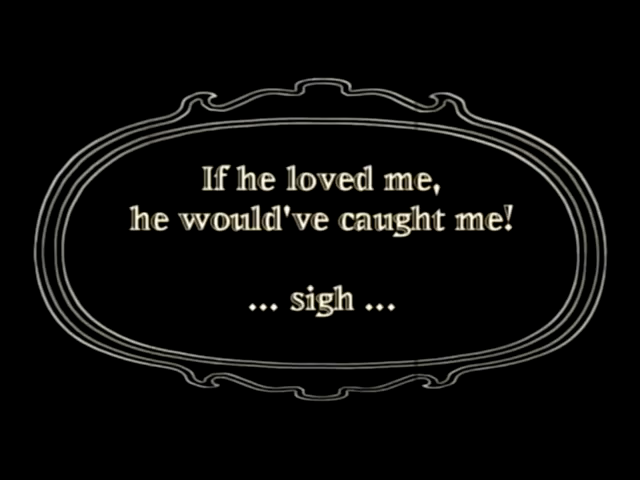 If he loved me,
he would've caught me!
... sigh ...